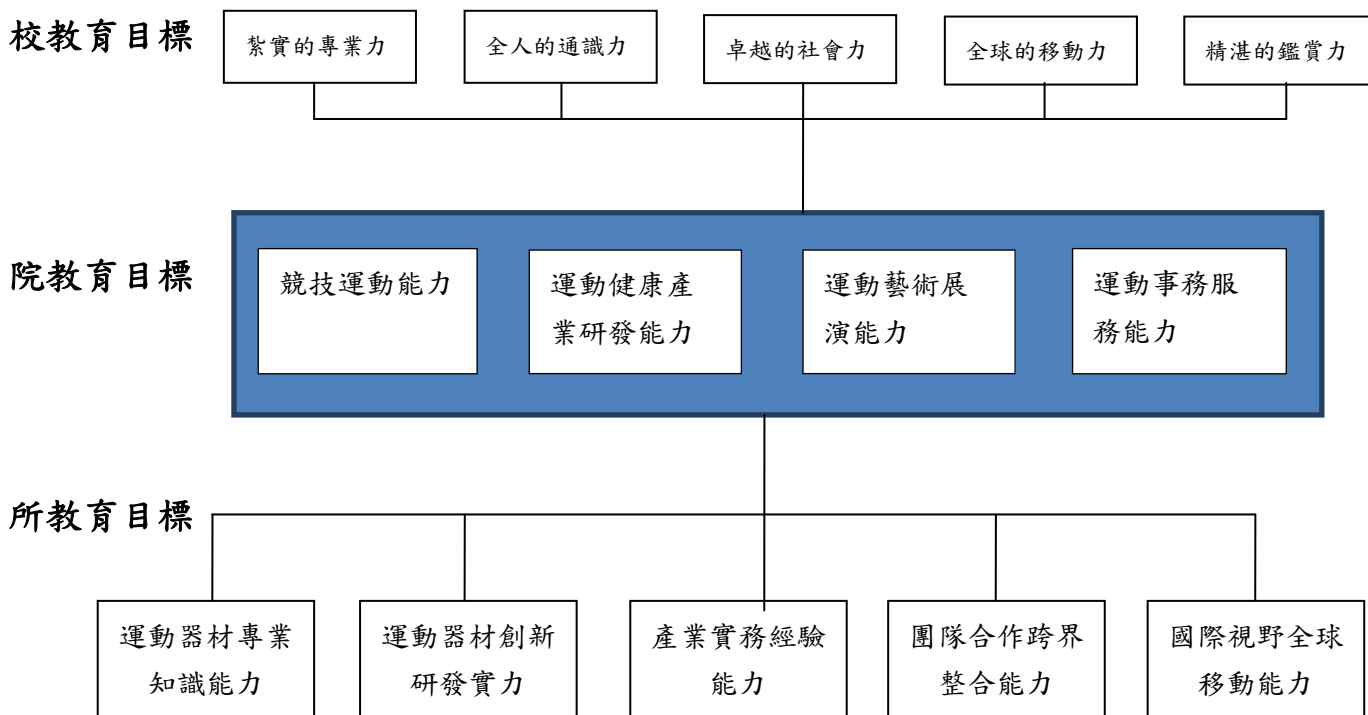 校教育目標
紮實的專業力
全人的通識力
卓越的社會力
全球的移動力
精湛的鑑賞力
院教育目標
競技運動能力
運動健康產
業研發能力
運動藝術展
演能力
運動事務服
務能力
所教育目標
運動器材專業
知識能力
運動器材創新
研發實力
產業實務經驗
能力
團隊合作跨界
整合能力
國際視野全球
移動能力